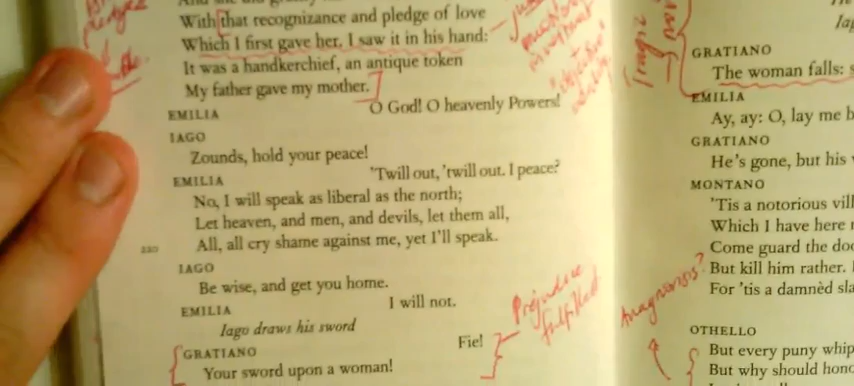 With that recognizance and pledge of love
Which I first gave her. I saw it in his hand:
It was a handkerchief, an antique token
My father gave my mother.
EMILIA
O God! O heavenly Powers!
IAGO
Zounds, hold your peace!
EMILIA
'Twill out, 'twill out. I peace?
No, I will speak as liberal as the north;
Let heaven, and men, and devils, let them all,
220 All, all cry shame against me, yet I'll speak.
IAGO
Be wise, and get you home.
EMILIA
I will not.
Iago draws his sword
GRATIANO
Fie!
Your sword upon a woman!
Prejudice
fulfilled
Iag
GRATIANO
The woman falls: s
EMILIA
Ay, ay: O, lay me b
GRATIANO
He's gone, but his
MONTANO
'Tis a notorious vill
Which I have here
Come guard the doo
But kill him rather.
For 'tis a damnèd sla
Anagnorisis?
OTHELLO
But every puny whip
But why should hono